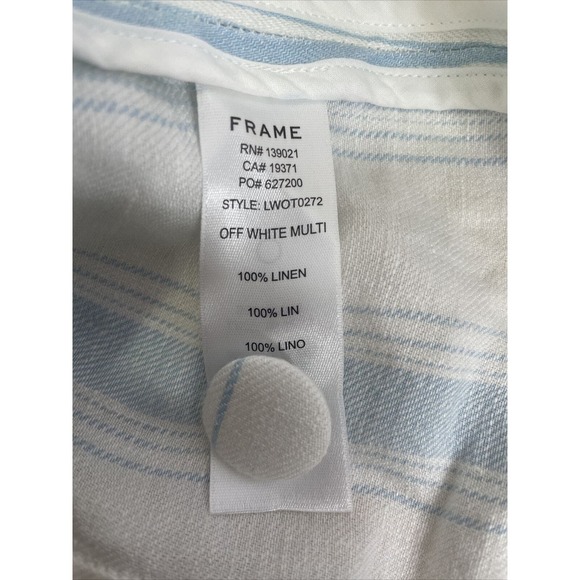 FRAME
RN# 139021
CA# 19371
PO# 627200
STYLE: LWOT0272
OFF WHITE MULTI
100% LINEN
100% LIN
100% LINO